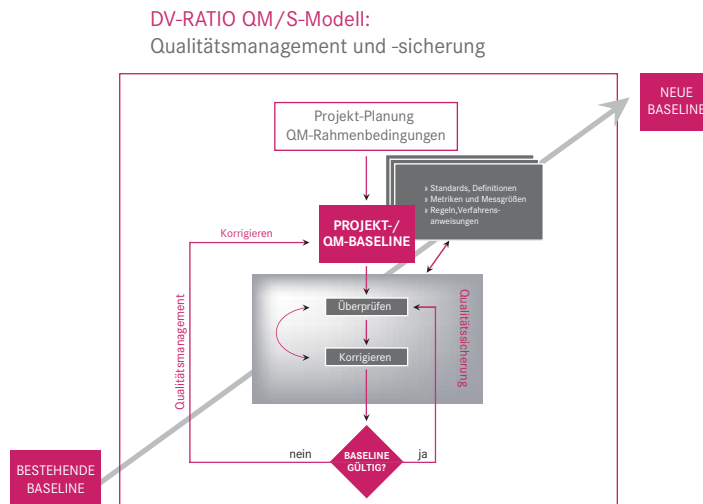 DV-RATIO QM/S-Modell:
Qualitätsmanagement und -sicherung
NEUE
BASELINE
Projekt-Planung
QM-Rahmenbedingungen
» Standards, Definitionen
» Metriken und Messgrößen
» Regeln,Verfahrens-
anweisungen
PROJEKT-/
QM-BASELINE
Korrigieren
Überprüfen
Korrigieren
Qualitätssicherung
Qualitätsmanagement
nein
BASELINE
GÜLTIG?
ja
BESTEHENDE
BASELINE